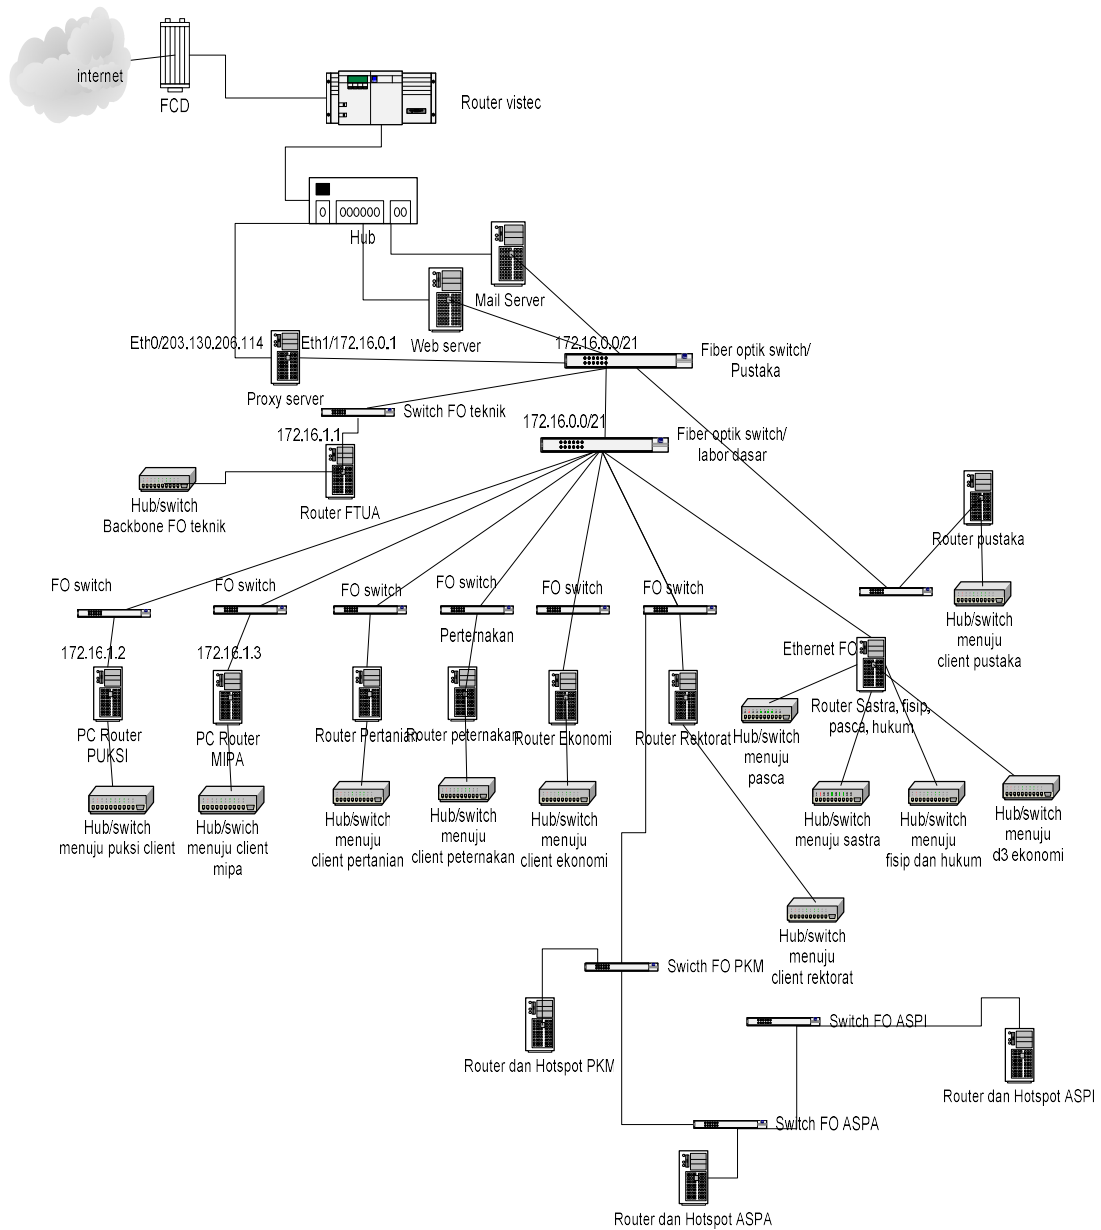 internet
FCD
Router vistec
Hub
Mail Server
Web server
Eth0/203.130.206.114
Eth1/172.16.0.1
Proxy server
172.16.0.0/21
Fiber optik switch/
Pustaka
Switch FO teknik
172.16.1.1
172.16.0.0/21
Fiber optik switch/
labor dasar
Hub/switch
Backbone FO teknik
Router FTUA
Router pustaka
FO switch
FO switch
FO switch
FO switch
FO switch
FO switch
Perternakan
Hub/switch
menuju
client pustaka
172.16.1.2
172.16.1.3
Ethernet FO
PC Router
PUKSI
PC Router
MIPA
Router Pertanian
Router peternakan
Router Ekonomi
Router Rektorat
Router Sastra, fisip,
pasca, hukum
Hub/switch
menuju
pasca
Hub/switch
menuju puksi client
Hub/swich
menuju client
mipa
Hub/switch
menuju
client pertanian
Hub/switch
menuju
client peternakan
Hub/switch
menuju
client ekonomi
Hub/switch
menuju sastra
Hub/switch
menuju
fisip dan hukum
Hub/switch
menuju
d3 ekonomi
Hub/switch
menuju
client rektorat
Swicth FO PKM
Router dan Hotspot PKM
Switch FO ASPI
Router dan Hotspot ASPI
Switch FO ASPA
Router dan Hotspot ASPA